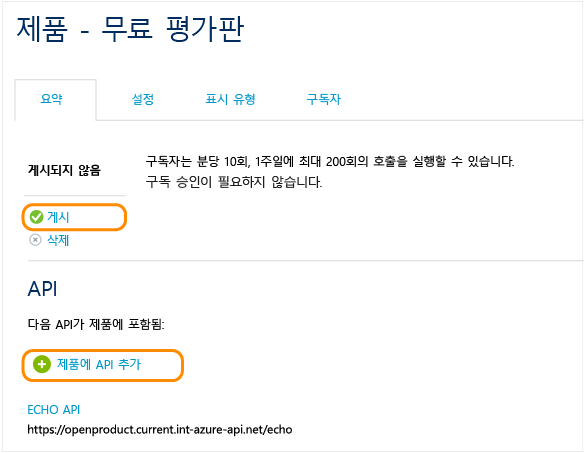 제품 - 무료 평가판
요약 설정 표시 유형 구독자
게시되지 않음
구독자는 분당 10회, 1주일에 최대 200회의 호출을 실행할 수 있습니다.
구독 승인이 필요하지 않습니다.
게시
삭제
API
다음 API가 제품에 포함됨:
제품에 API 추가
ECHO API
https://openproduct.current.int-azure-api.net/echo